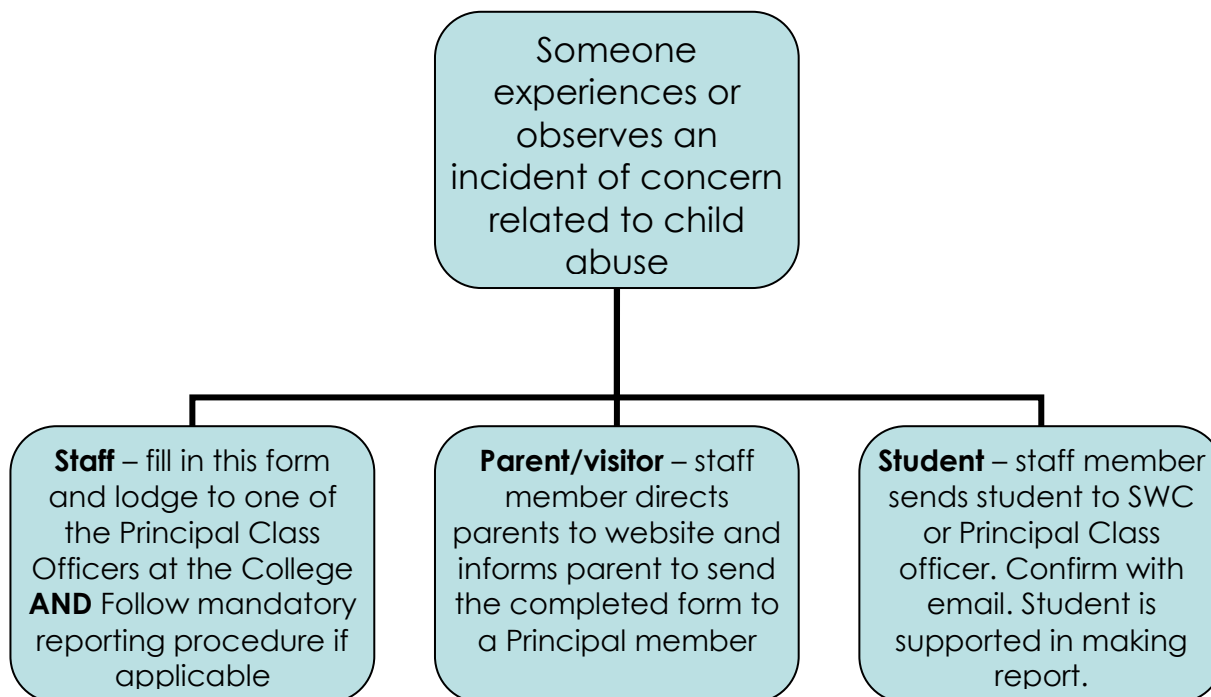 Someone
experiences or
observes an
incident of concern
related to child
abuse
Staff – fill in this form
and lodge to one of
the Principal Class
Officers at the College
AND Follow mandatory
reporting procedure if
applicable
Parent/visitor – staff
member directs
parents to website and
informs parent to send
the completed form to
a Principal member
Student – staff member
sends student to SWC
or Principal Class
officer. Confirm with
email. Student is
supported in making
report.